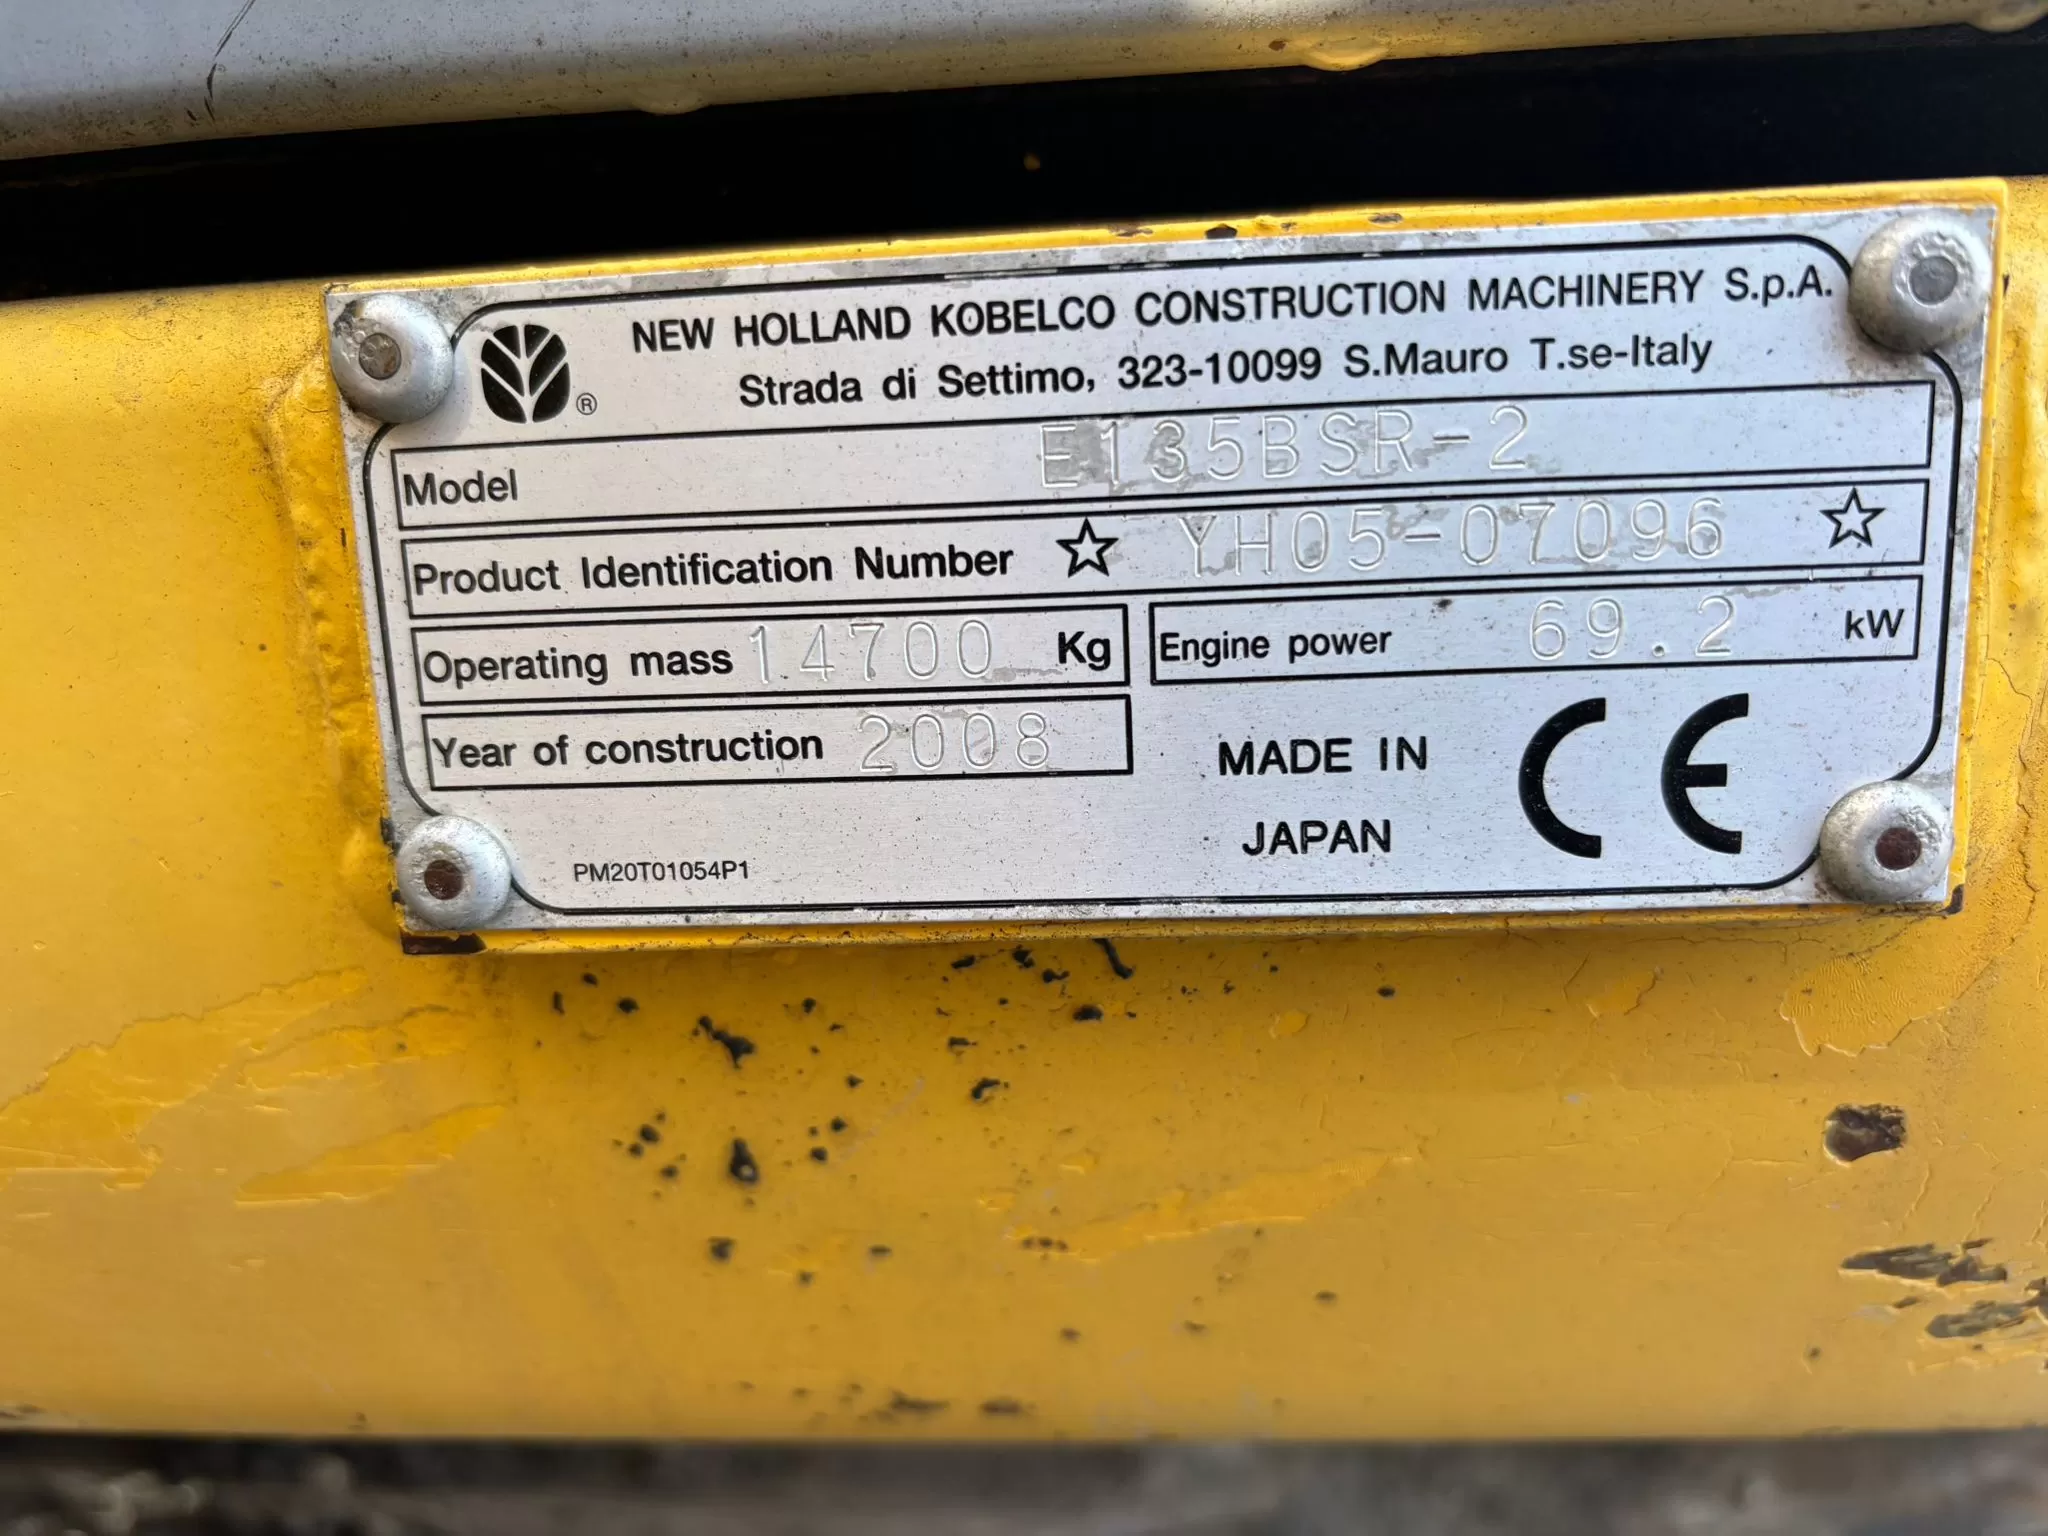 NEW HOLLAND KOBELCO CONSTRUCTION MACHINERY S.p.A.
Strada di Settimo, 323-10099 S.Mauro T.se-Italy
®
Model E135BSR-2
Product Identification Number ☆ YH05-07096 ☆
Operating mass 14700 Kg Engine power 69.2 kW
Year of construction 2008
MADE IN
JAPAN
CE
PM20T01054P1